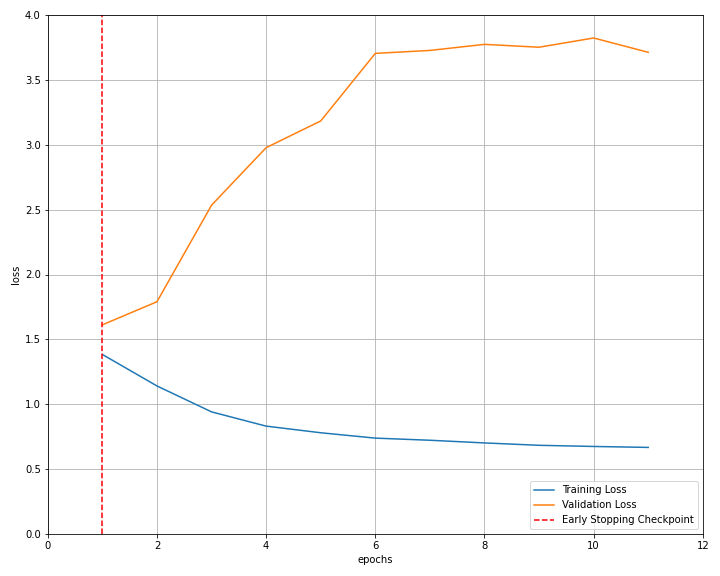 4.0
3.5
3.0
2.5
2.0
1.5
1.0
0.5
0.0
loss
0 2 4 6 8 10 12
epochs
Training Loss
Validation Loss
Early Stopping Checkpoint